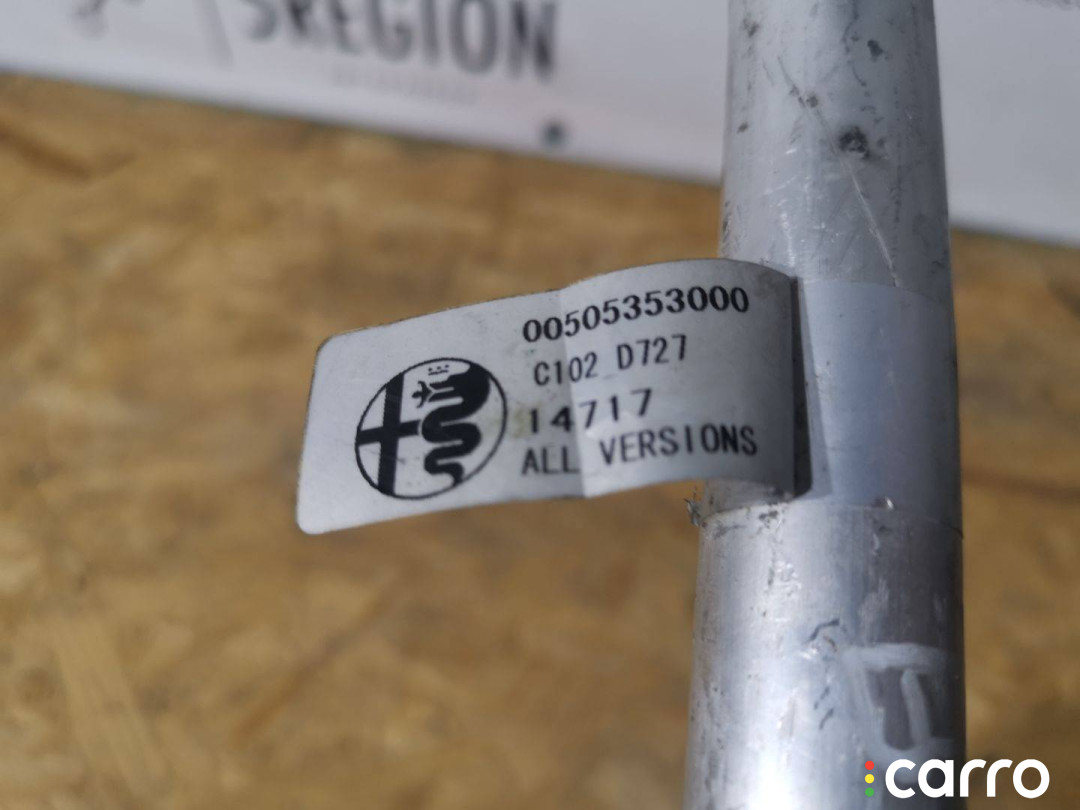 SREGION
00505353000
C102 D727
14717
ALL VERSIONS
carro